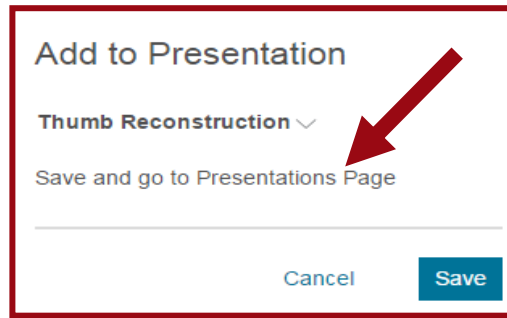 Add to Presentation
Thumb Reconstruction
Save and go to Presentations Page
Cancel Save